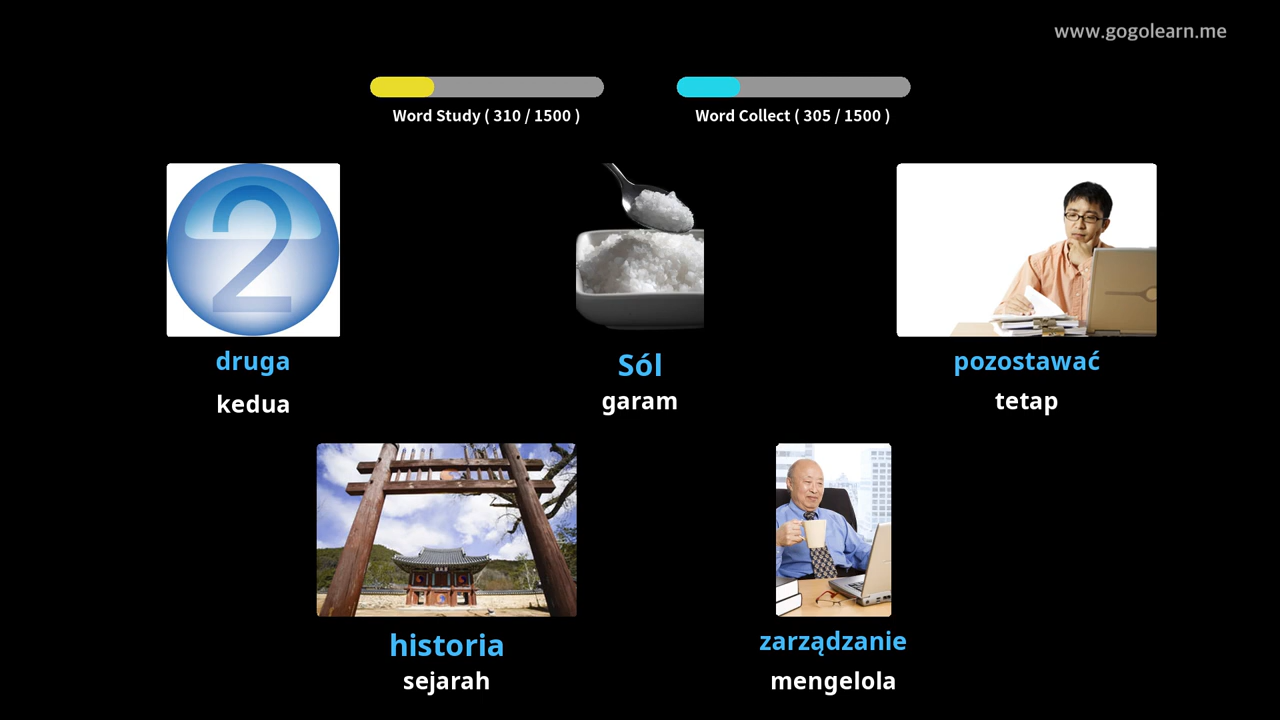 www.gogolearn.me
Word Study ( 310 / 1500 )
Word Collect ( 305 / 1500 )
2
druga
kedua
Sól
garam
pozostawać
tetap
historia
sejarah
zarządzanie
mengelola